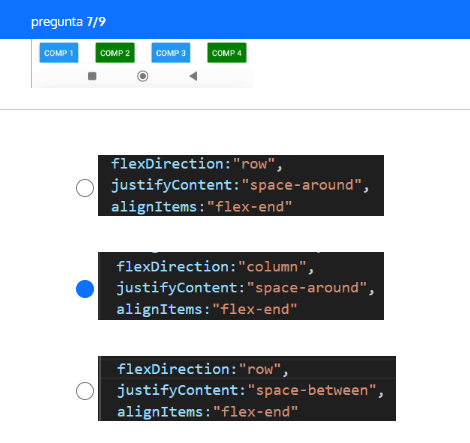 pregunta 7/9
COMP 1 COMP 2 COMP 3 COMP 4
flexDirection:"row",
justifyContent:"space-around",
alignItems:"flex-end"
flexDirection:"column",
justifyContent:"space-around",
alignItems:"flex-end"
flexDirection:"row",
justifyContent:"space-between",
alignItems:"flex-end"